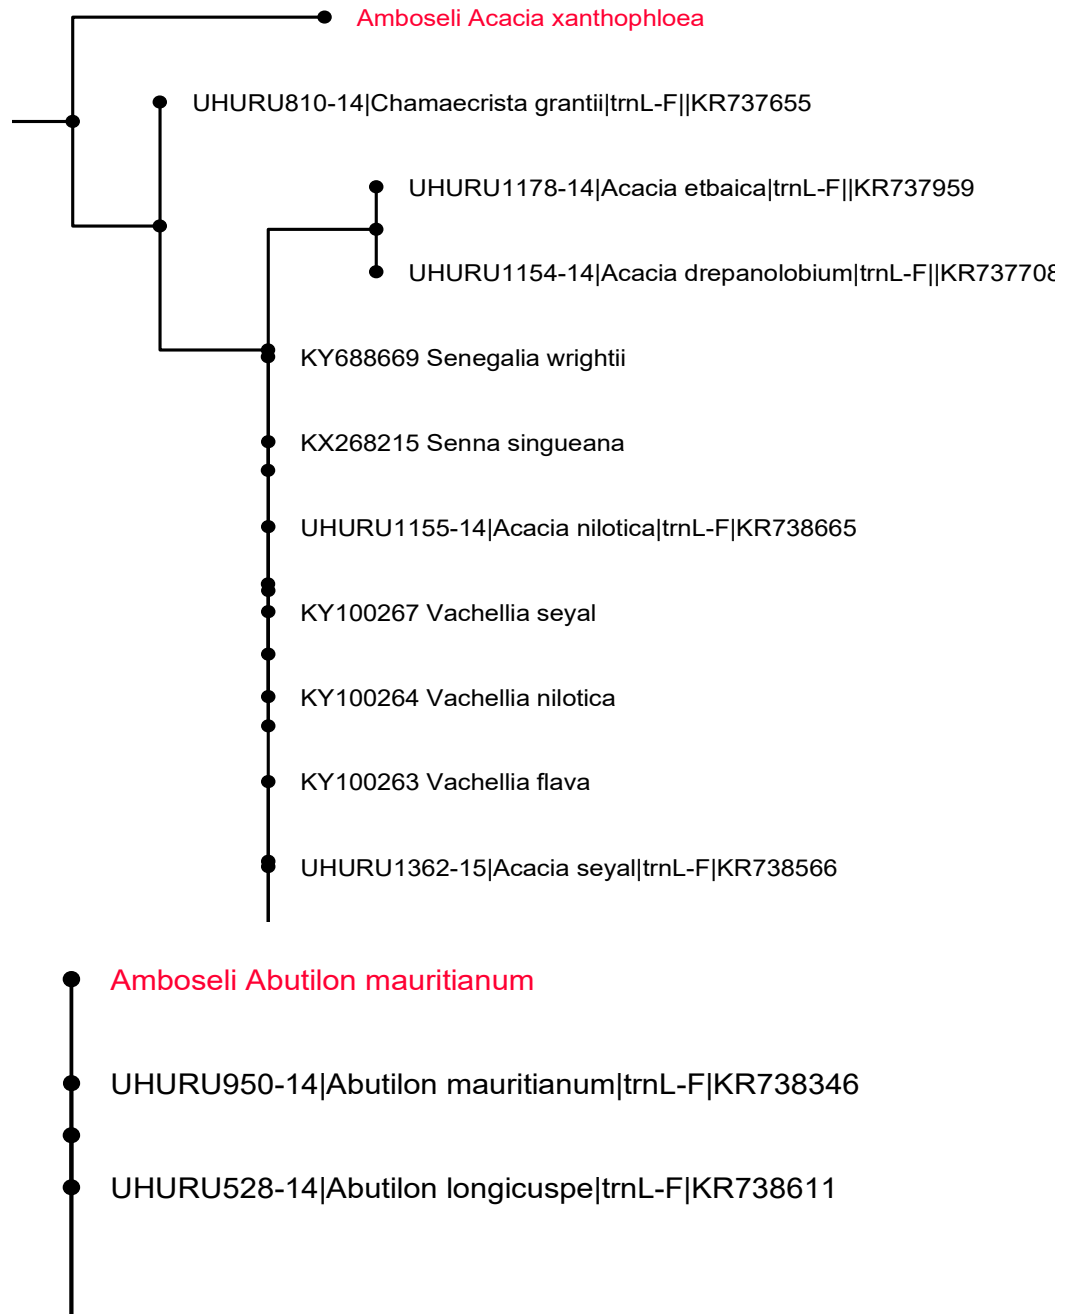 Amboseli Acacia xanthophloea
UHURU810-14|Chamaecrista grantii|trnL-F||KR737655
UHURU1178-14|Acacia etbaica|trnL-F||KR737959
UHURU1154-14|Acacia drepanolobium|trnL-F||KR737708
KY688669 Senegalia wrightii
KX268215 Senna singueana
UHURU1155-14|Acacia nilotica|trnL-F|KR738665
KY100267 Vachellia seyal
KY100264 Vachellia nilotica
KY100263 Vachellia flava
UHURU1362-15|Acacia seyal|trnL-F|KR738566
Amboseli Abutilon mauritianum
UHURU950-14|Abutilon mauritianum|trnL-F|KR738346
UHURU528-14|Abutilon longicuspe|trnL-F|KR738611